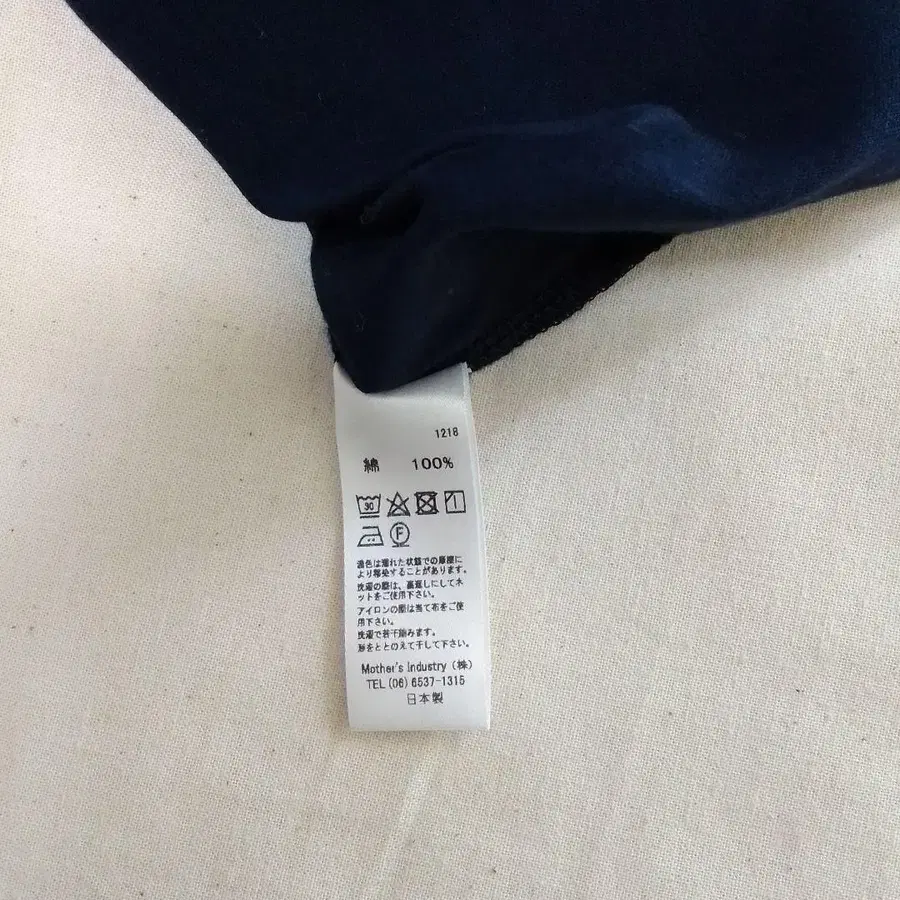 1218
綿 100%
30
F
濃色は濡れた状態での摩擦に
より移染することがあります。
洗濯の際は、裏返しにしてネ
ットをご使用下さい。
アイロンの際は当て布をご使
用下さい。
洗濯で若干縮みます。
形をととのえて干して下さい。
Mother's Industry (株)
TEL (06) 6537-1315
日本製